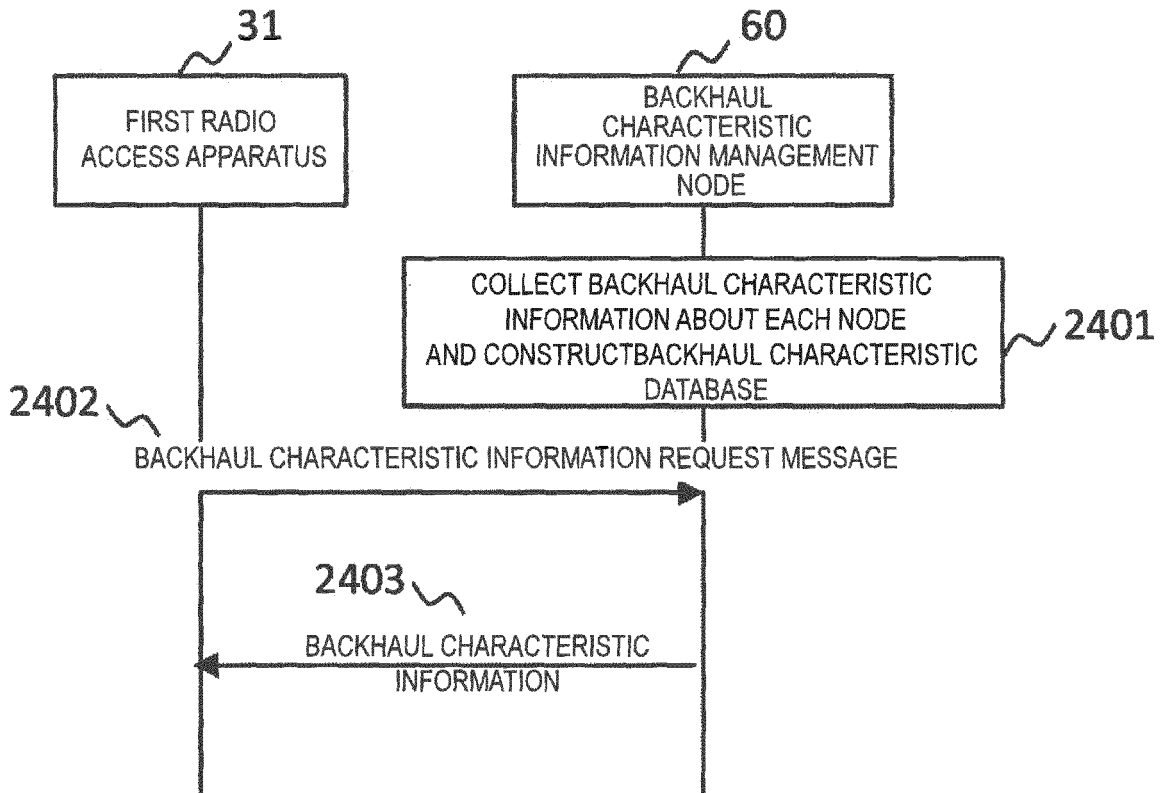 31
60
FIRST RADIO
ACCESS APPARATUS
BACKHAUL
CHARACTERISTIC
INFORMATION MANAGEMENT
NODE
COLLECT BACKHAUL CHARACTERISTIC
INFORMATION ABOUT EACH NODE
AND CONSTRUCTBACKHAUL CHARACTERISTIC
DATABASE
2401
2402
BACKHAUL CHARACTERISTIC INFORMATION REQUEST MESSAGE
2403
BACKHAUL CHARACTERISTIC
INFORMATION